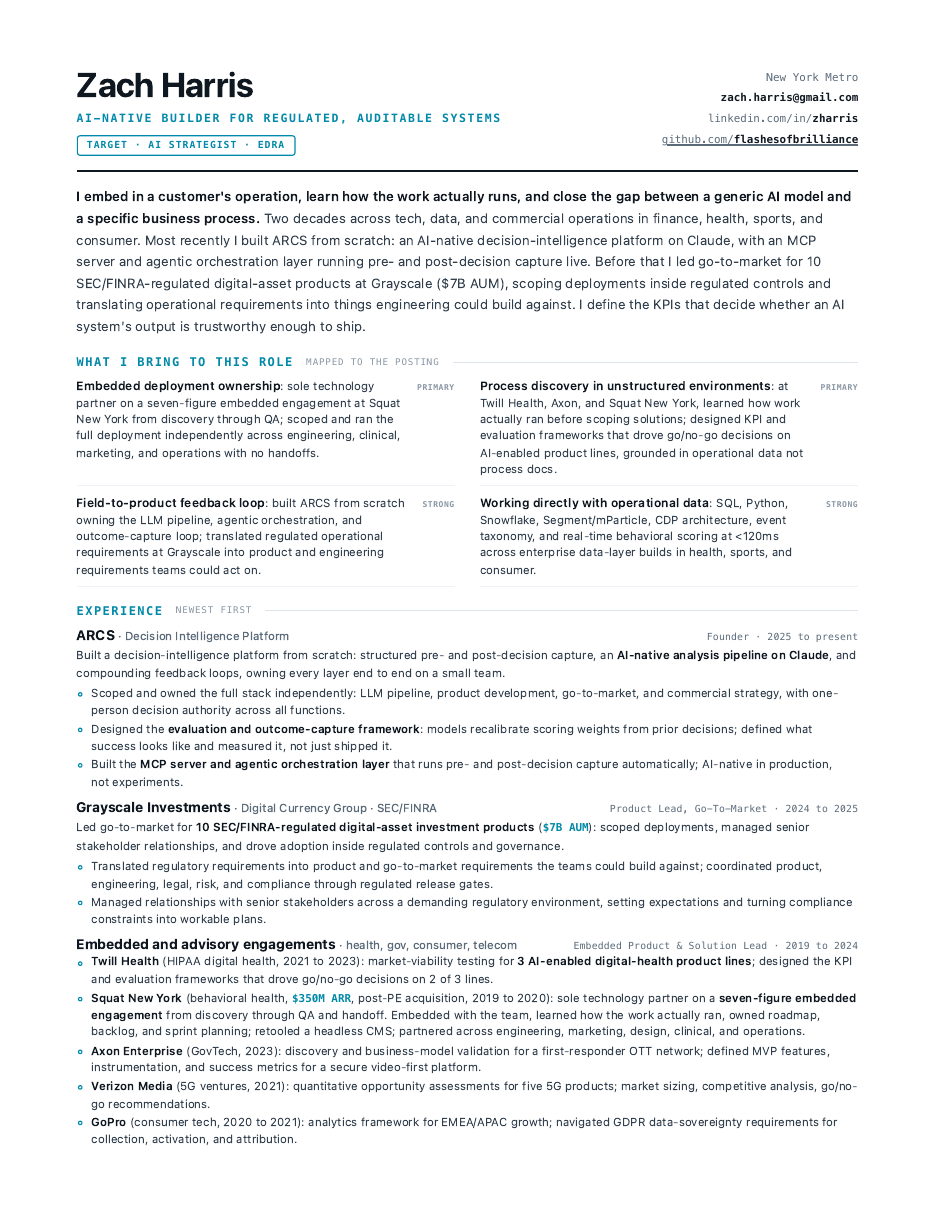 Zach Harris
AI–NATIVE BUILDER FOR REGULATED, AUDITABLE SYSTEMS
TARGET · AI STRATEGIST · EDRA
New York Metro
zach.harris@gmail.com
linkedin.com/in/zharris
github.com/flashesofbrilliance
I embed in a customer's operation, learn how the work actually runs, and close the gap between a generic AI model and
a specific business process. Two decades across tech, data, and commercial operations in finance, health, sports, and
consumer. Most recently I built ARCS from scratch: an AI-native decision-intelligence platform on Claude, with an MCP
server and agentic orchestration layer running pre- and post-decision capture live. Before that I led go-to-market for 10
SEC/FINRA-regulated digital-asset products at Grayscale ($7B AUM), scoping deployments inside regulated controls and
translating operational requirements into things engineering could build against. I define the KPIs that decide whether an AI
system's output is trustworthy enough to ship.
WHAT I BRING TO THIS ROLE MAPPED TO THE POSTING
Embedded deployment ownership: sole technology PRIMARY
partner on a seven-figure embedded engagement at Squat
New York from discovery through QA; scoped and ran the
full deployment independently across engineering, clinical,
marketing, and operations with no handoffs.
Process discovery in unstructured environments: at PRIMARY
Twill Health, Axon, and Squat New York, learned how work
actually ran before scoping solutions; designed KPI and
evaluation frameworks that drove go/no-go decisions on
AI-enabled product lines, grounded in operational data not
process docs.
Field-to-product feedback loop: built ARCS from scratch STRONG
owning the LLM pipeline, agentic orchestration, and
outcome-capture loop; translated regulated operational
requirements at Grayscale into product and engineering
requirements teams could act on.
Working directly with operational data: SQL, Python, STRONG
Snowflake, Segment/mParticle, CDP architecture, event
taxonomy, and real-time behavioral scoring at <120ms
across enterprise data-layer builds in health, sports, and
consumer.
EXPERIENCE NEWEST FIRST
ARCS · Decision Intelligence Platform Founder · 2025 to present
Built a decision-intelligence platform from scratch: structured pre- and post-decision capture, an AI-native analysis pipeline on Claude, and
compounding feedback loops, owning every layer end to end on a small team.
Scoped and owned the full stack independently: LLM pipeline, product development, go-to-market, and commercial strategy, with one-
person decision authority across all functions.
Designed the evaluation and outcome-capture framework: models recalibrate scoring weights from prior decisions; defined what
success looks like and measured it, not just shipped it.
Built the MCP server and agentic orchestration layer that runs pre- and post-decision capture automatically; AI-native in production,
not experiments.
Grayscale Investments · Digital Currency Group · SEC/FINRA Product Lead, Go–To–Market · 2024 to 2025
Led go-to-market for 10 SEC/FINRA-regulated digital-asset investment products ($7B AUM): scoped deployments, managed senior
stakeholder relationships, and drove adoption inside regulated controls and governance.
Translated regulatory requirements into product and go-to-market requirements the teams could build against; coordinated product,
engineering, legal, risk, and compliance through regulated release gates.
Managed relationships with senior stakeholders across a demanding regulatory environment, setting expectations and turning compliance
constraints into workable plans.
Embedded and advisory engagements · health, gov, consumer, telecom Embedded Product & Solution Lead · 2019 to 2024
Twill Health (HIPAA digital health, 2021 to 2023): market-viability testing for 3 AI-enabled digital-health product lines; designed the KPI
and evaluation frameworks that drove go/no-go decisions on 2 of 3 lines.
Squat New York (behavioral health, $350M ARR, post-PE acquisition, 2019 to 2020): sole technology partner on a seven-figure embedded
engagement from discovery through QA and handoff. Embedded with the team, learned how the work actually ran, owned roadmap,
backlog, and sprint planning; retooled a headless CMS; partnered across engineering, marketing, design, clinical, and operations.
Axon Enterprise (GovTech, 2023): discovery and business-model validation for a first-responder OTT network; defined MVP features,
instrumentation, and success metrics for a secure video-first platform.
Verizon Media (5G ventures, 2021): quantitative opportunity assessments for five 5G products; market sizing, competitive analysis, go/no-
go recommendations.
GoPro (consumer tech, 2020 to 2021): analytics framework for EMEA/APAC growth; navigated GDPR data-sovereignty requirements for
collection, activation, and attribution.